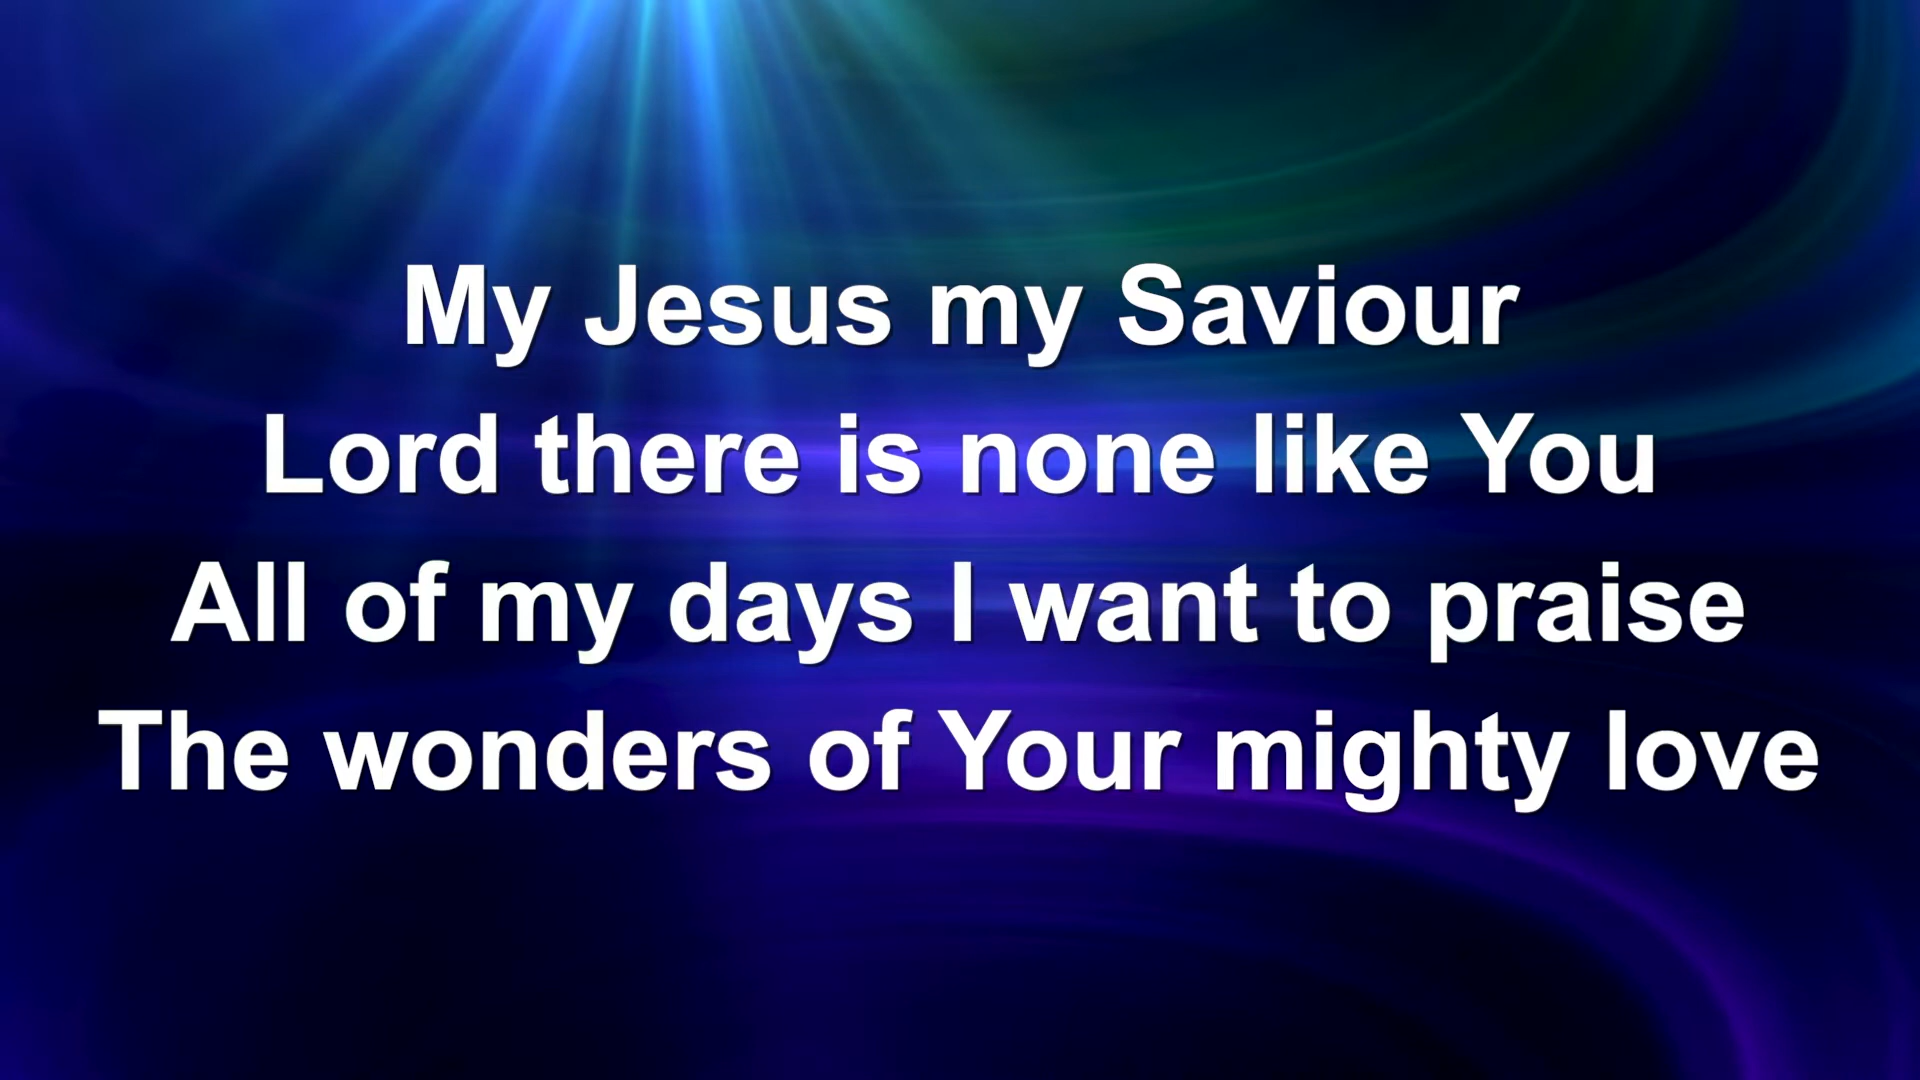 My Jesus my Saviour
Lord there is none like You
All of my days I want to praise
The wonders of Your mighty love